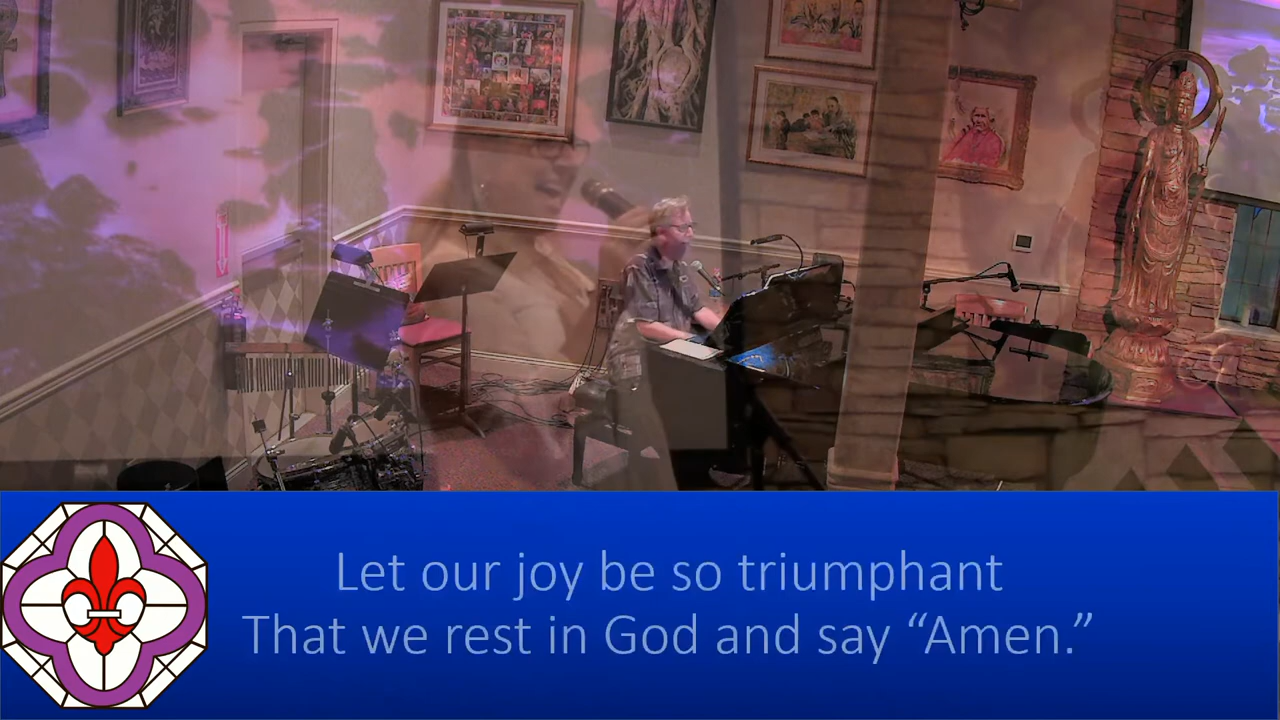 Let our joy be so triumphant
That we rest in God and say “Amen.”